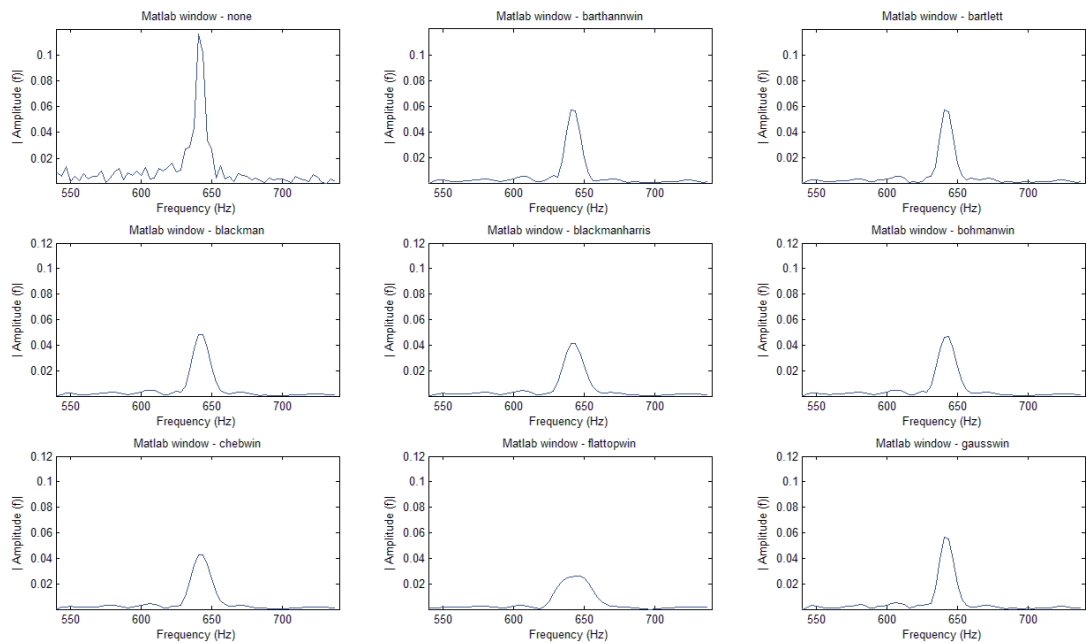 Matlab window - none
Matlab window - barthannwin
Matlab window - bartlett
0.1
0.08
0.06
0.04
0.02
| Amplitude (f)|
550 600 650 700
Frequency (Hz)
0.1
0.08
0.06
0.04
0.02
| Amplitude (f)|
550 600 650 700
Frequency (Hz)
0.1
0.08
0.06
0.04
0.02
| Amplitude (f)|
550 600 650 700
Frequency (Hz)
Matlab window - blackman
Matlab window - blackmanharris
Matlab window - bohmanwin
0.12
0.1
0.08
0.06
0.04
0.02
| Amplitude (f)|
550 600 650 700
Frequency (Hz)
0.12
0.1
0.08
0.06
0.04
0.02
| Amplitude (f)|
550 600 650 700
Frequency (Hz)
0.12
0.1
0.08
0.06
0.04
0.02
| Amplitude (f)|
550 600 650 700
Frequency (Hz)
Matlab window - chebwin
Matlab window - flattopwin
Matlab window - gausswin
0.12
0.1
0.08
0.06
0.04
0.02
| Amplitude (f)|
550 600 650 700
Frequency (Hz)
0.12
0.1
0.08
0.06
0.04
0.02
| Amplitude (f)|
550 600 650 700
Frequency (Hz)
0.12
0.1
0.08
0.06
0.04
0.02
| Amplitude (f)|
550 600 650 700
Frequency (Hz)